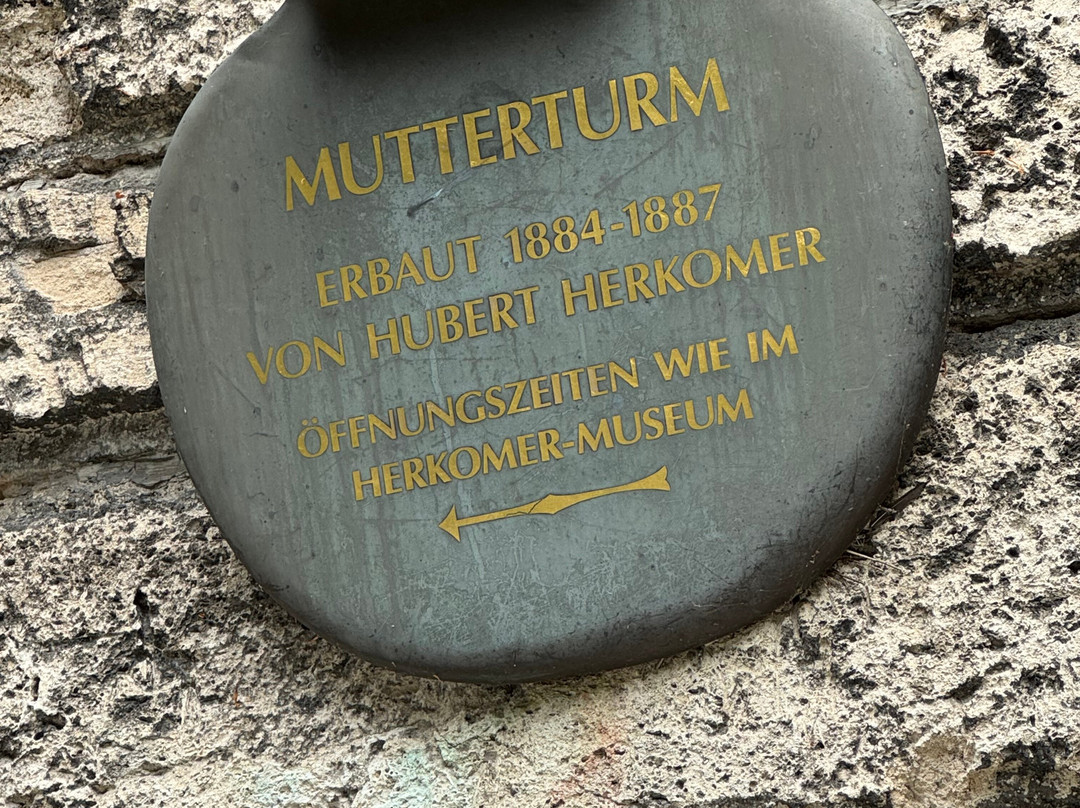 MUTTERTURM
ERBAUT 1884-1887
VON HUBERT HERKOMER
ÖFFNUNGSZEITEN WIE IM
HERKOMER-MUSEUM